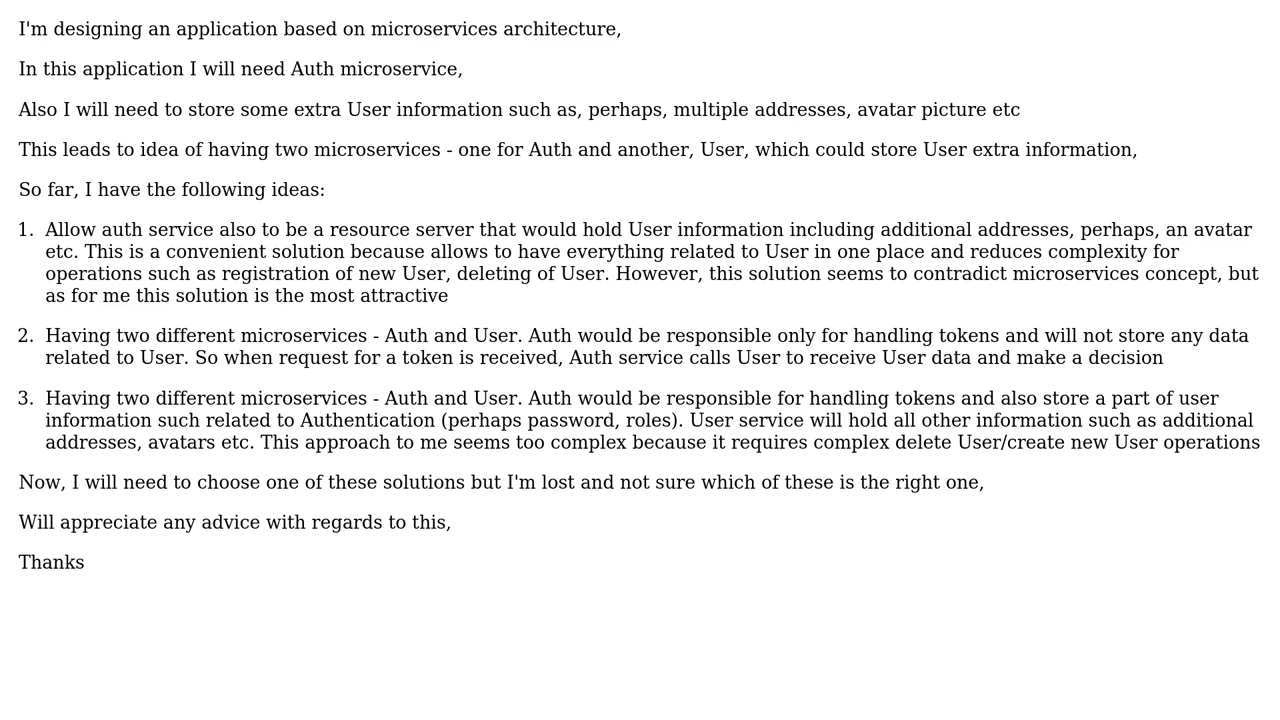 I'm designing an application based on microservices architecture,
In this application I will need Auth microservice,
Also I will need to store some extra User information such as, perhaps, multiple addresses, avatar picture etc
This leads to idea of having two microservices - one for Auth and another, User, which could store User extra information,
So far, I have the following ideas:
1. Allow auth service also to be a resource server that would hold User information including additional addresses, perhaps, an avatar
etc. This is a convenient solution because allows to have everything related to User in one place and reduces complexity for
operations such as registration of new User, deleting of User. However, this solution seems to contradict microservices concept, but
as for me this solution is the most attractive
2. Having two different microservices - Auth and User. Auth would be responsible only for handling tokens and will not store any data
related to User. So when request for a token is received, Auth service calls User to receive User data and make a decision
3. Having two different microservices - Auth and User. Auth would be responsible for handling tokens and also store a part of user
information such related to Authentication (perhaps password, roles). User service will hold all other information such as additional
addresses, avatars etc. This approach to me seems too complex because it requires complex delete User/create new User operations
Now, I will need to choose one of these solutions but I'm lost and not sure which of these is the right one,
Will appreciate any advice with regards to this,
Thanks